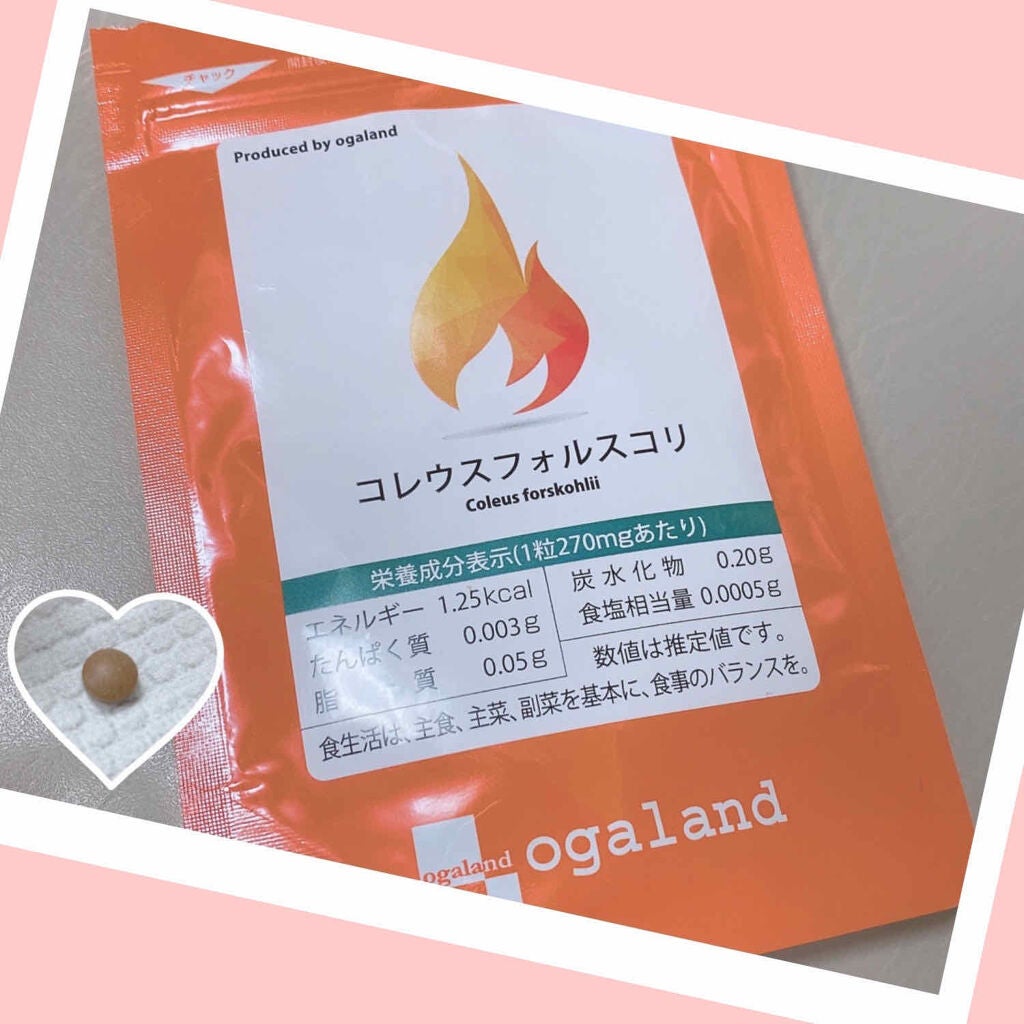 チャック
Produced by ogaland
コレウスフォルスコリ
Coleus forskohlii
栄養成分表示(1粒270mgあたり)
エネルギー 1.25kcal
たんぱく質 0.003g
脂 質 0.05g
炭水化物 0.20g
食塩相当量 0.0005g
数値は推定値です。
食生活は、主食、主菜、副菜を基本に、食事のバランスを。
ogaland
ogaland